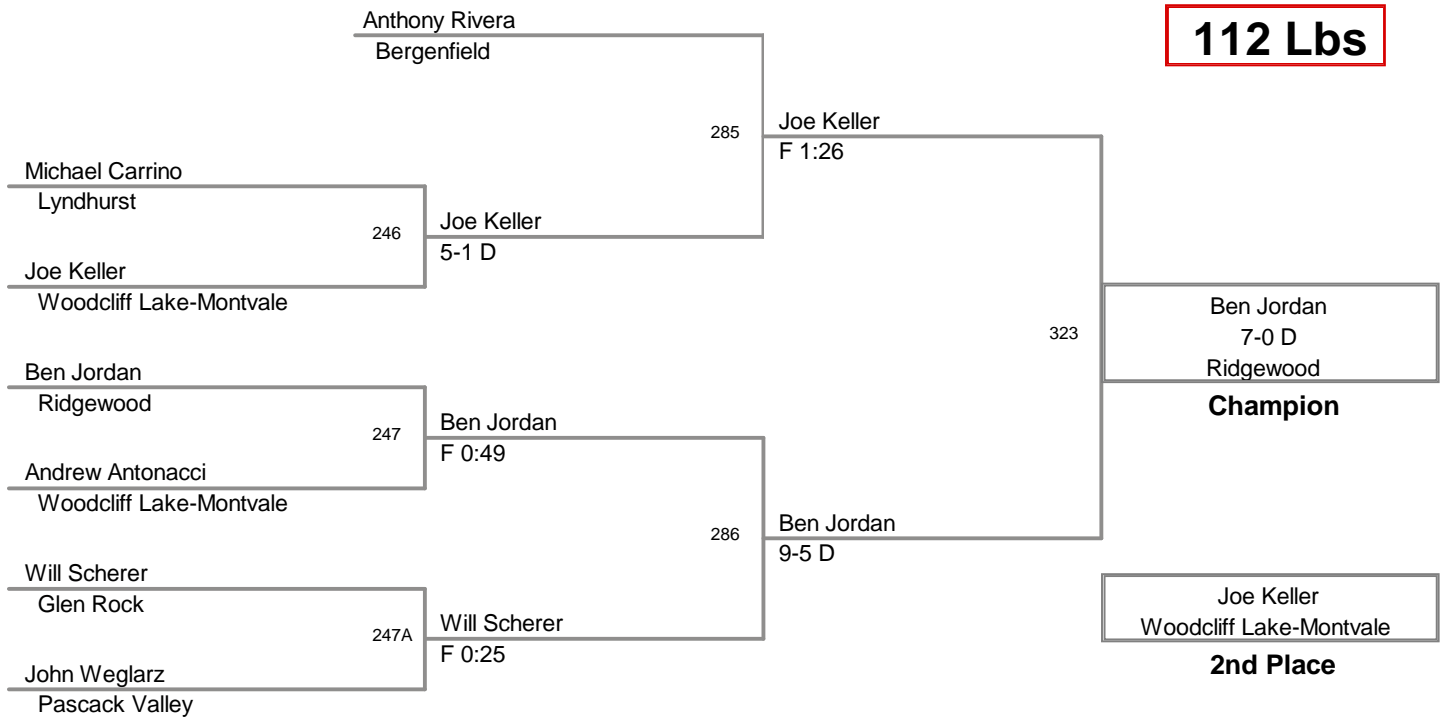 Anthony Rivera
Bergenfield
112 Lbs
285
Joe Keller
F 1:26
Michael Carrino
Lyndhurst
246
Joe Keller
5-1 D
Joe Keller
Woodcliff Lake-Montvale
323
Ben Jordan
7-0 D
Ridgewood
Champion
Ben Jordan
Ridgewood
247
Ben Jordan
F 0:49
Andrew Antonacci
Woodcliff Lake-Montvale
286
Ben Jordan
9-5 D
Will Scherer
Glen Rock
247A
Will Scherer
F 0:25
John Weglarz
Pascack Valley
Joe Keller
Woodcliff Lake-Montvale
2nd Place